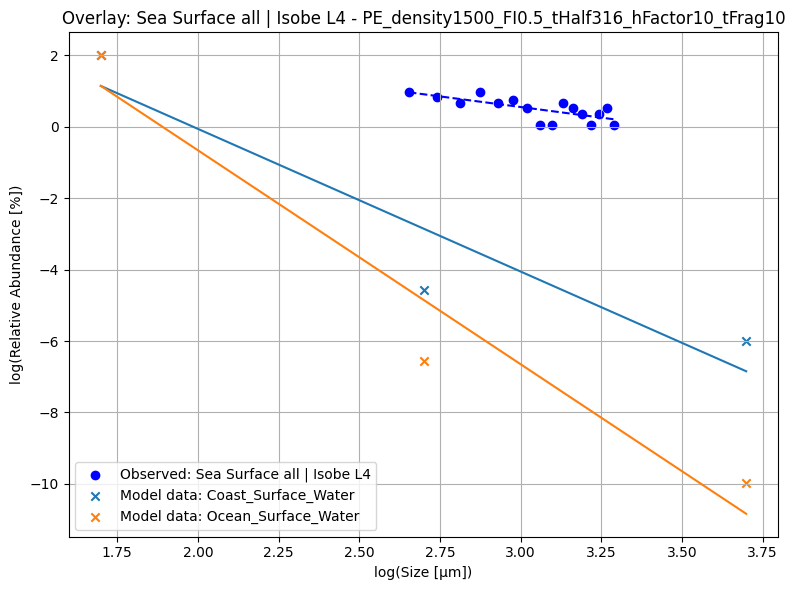 Overlay: Sea Surface all | Isobe L4 - PE_density1500_FI0.5_tHalf316_hFactor10_tFrag10
2
0
−2
−4
−6
−8
−10
log(Relative Abundance [%])
Observed: Sea Surface all | Isobe L4
Model data: Coast_Surface_Water
Model data: Ocean_Surface_Water
1.75 2.00 2.25 2.50 2.75 3.00 3.25 3.50 3.75
log(Size [μm])